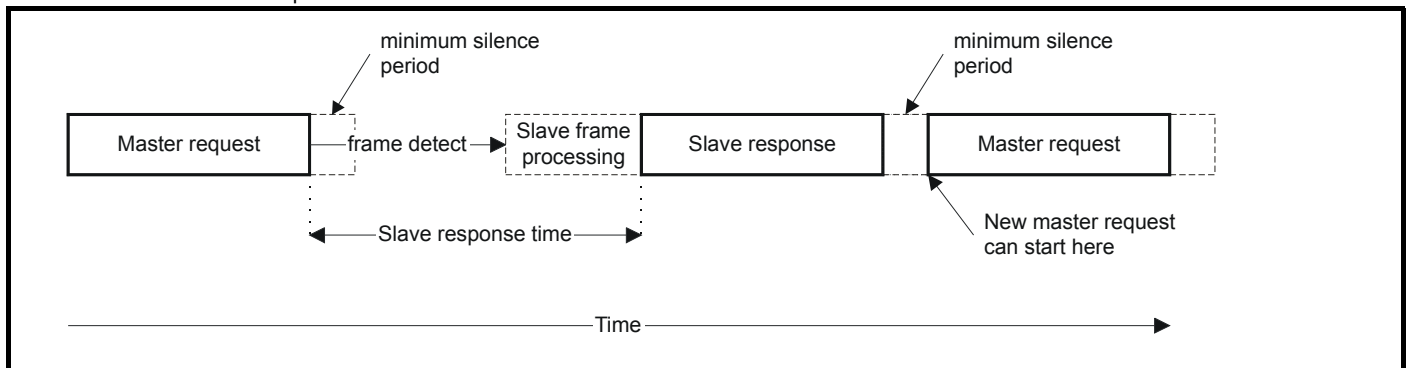 minimum silence
period
minimum silence
period
Master request
frame detect
Slave frame
processing
Slave response
Master request
Slave response time
New master request
can start here
Time